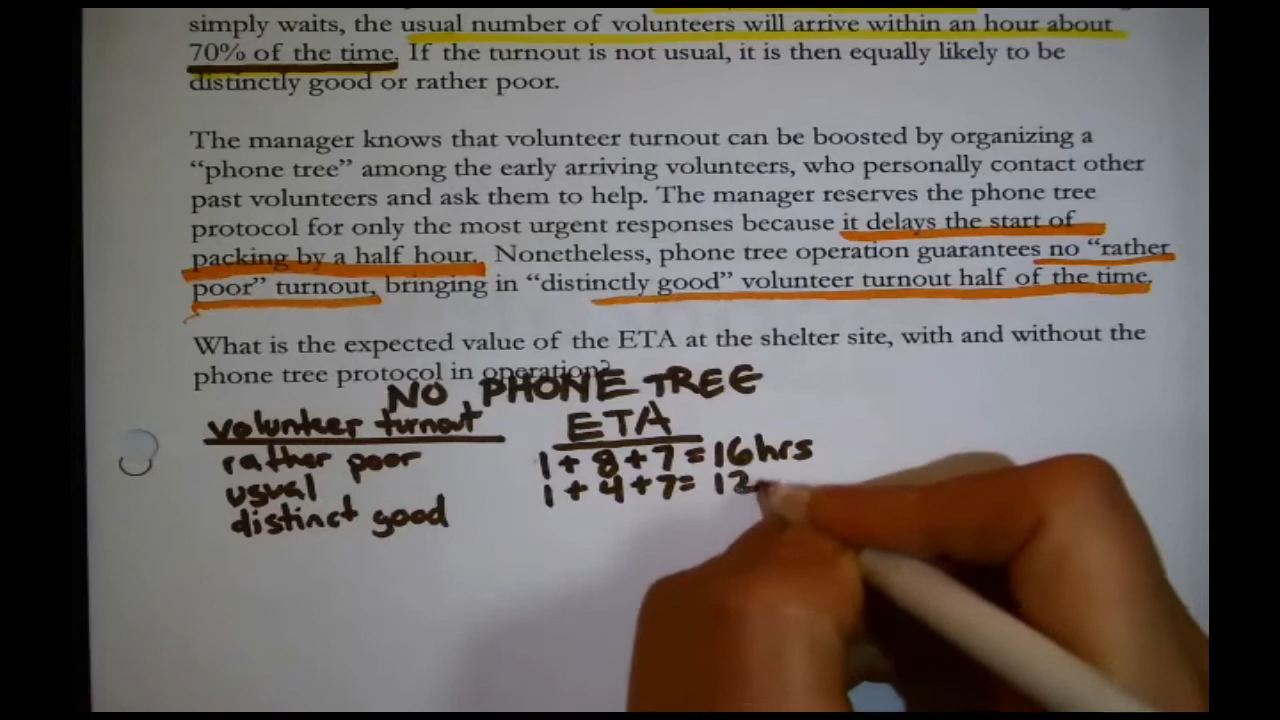 simply waits, the usual number of volunteers will arrive within an hour about
70% of the time. If the turnout is not usual, it is then equally likely to be
distinctly good or rather poor.
The manager knows that volunteer turnout can be boosted by organizing a
“phone tree” among the early arriving volunteers, who personally contact other
past volunteers and ask them to help. The manager reserves the phone tree
protocol for only the most urgent responses because it delays the start of
packing by a half hour. Nonetheless, phone tree operation guarantees no “rather
poor” turnout, bringing in “distinctly good” volunteer turnout half of the time.
What is the expected value of the ETA at the shelter site, with and without the
phone tree protocol in operation?
NO PHONE TREE
volunteer turnout ETA
rather poor 1 + 8 + 7 = 16hrs
usual 1 + 4 + 7 = 12
distinct good